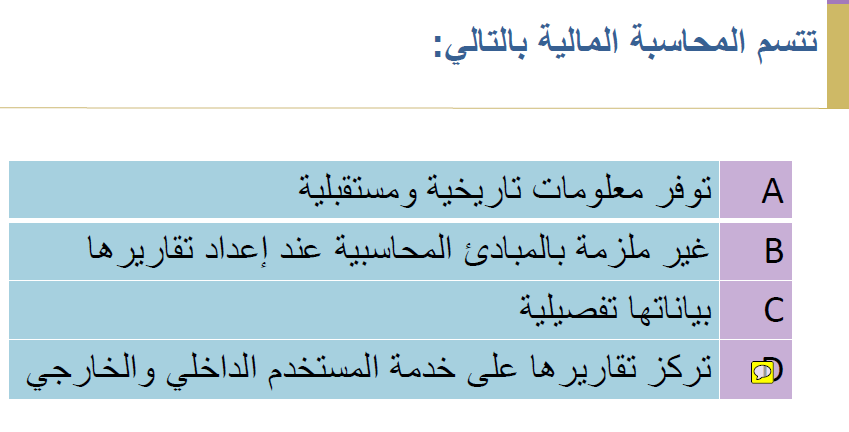 تتسم المحاسبة المالية بالتالي:
A توفر معلومات تاريخية ومستقبلية
B غير ملزمة بالمبادئ المحاسبية عند إعداد تقاريرها
C بياناتها تفصيلية
D تركز تقاريرها على خدمة المستخدم الداخلي والخارجي